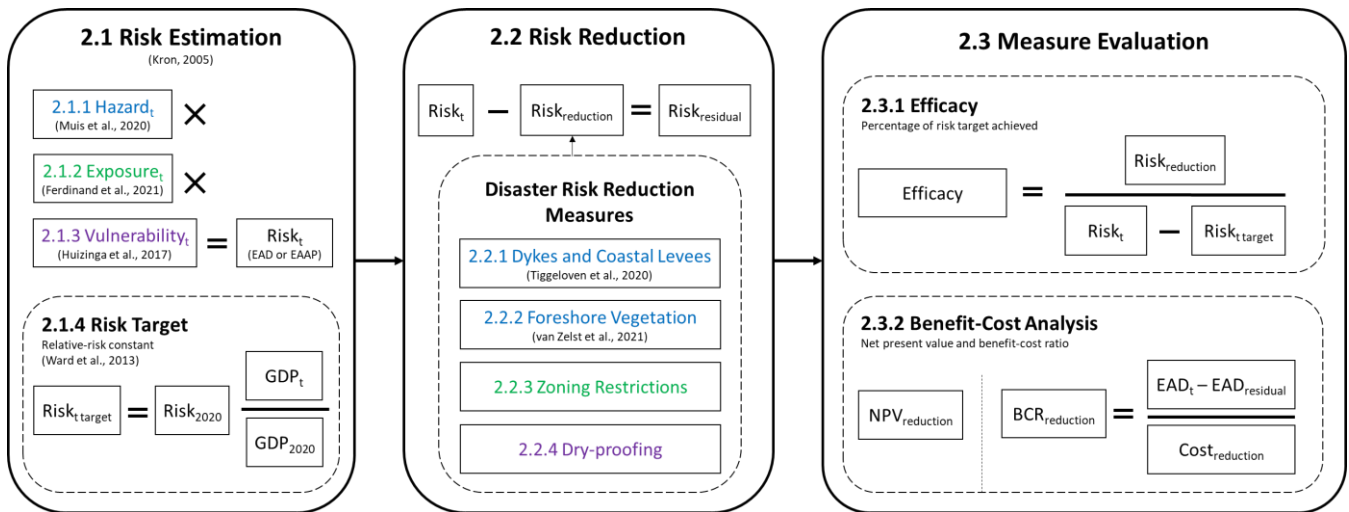 2.1 Risk Estimation
(Kron, 2005)
2.1.1 Hazardt ×
(Muis et al., 2020)
2.1.2 Exposuret ×
(Ferdinand et al., 2021)
2.1.3 Vulnerabilityt = Riskt
(Huizinga et al., 2017) (EAD or EAAP)
2.1.4 Risk Target
Relative-risk constant
(Ward et al., 2013)
Riskt target = Risk2020
GDPt
GDP2020
2.2 Risk Reduction
Riskt − Riskreduction = Riskresidual
Disaster Risk Reduction
Measures
2.2.1 Dykes and Coastal Levees
(Tiggeloven et al., 2020)
2.2.2 Foreshore Vegetation
(van Zelst et al., 2021)
2.2.3 Zoning Restrictions
2.2.4 Dry-proofing
2.3 Measure Evaluation
2.3.1 Efficacy
Percentage of risk target achieved
Efficacy =
Riskreduction
Riskt − Riskt target
2.3.2 Benefit-Cost Analysis
Net present value and benefit-cost ratio
NPVreduction
BCRreduction =
EADt – EADresidual
Costreduction